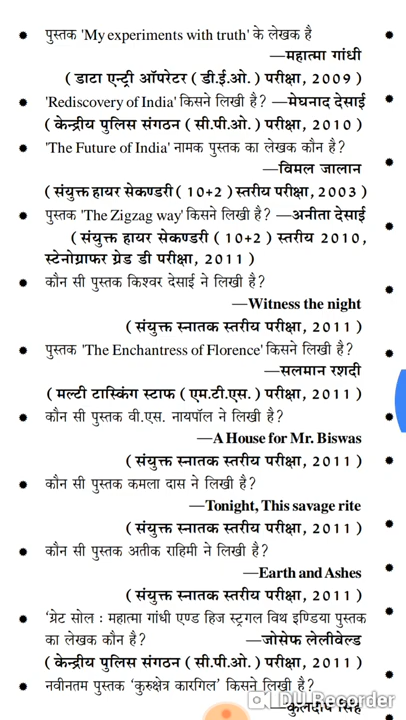 • पुस्तक 'My experiments with truth' के लेखक है
—महात्मा गांधी
( डाटा एन्ट्री ऑपरेटर ( डी.ई.ओ. ) परीक्षा, 2009 )
• 'Rediscovery of India' किसने लिखी है? —मेघनाद देसाई
( केन्द्रीय पुलिस संगठन ( सी.पी.ओ. ) परीक्षा, 2010 )
• 'The Future of India' नामक पुस्तक का लेखक कौन है?
—विमल जालान
( संयुक्त हायर सेकण्डरी ( 10+2 ) स्तरीय परीक्षा, 2003 )
• पुस्तक 'The Zigzag way' किसने लिखी है? —अनीता देसाई
( संयुक्त हायर सेकण्डरी ( 10+2 ) स्तरीय 2010,
स्टेनोग्राफर ग्रेड डी परीक्षा, 2011 )
• कौन सी पुस्तक किश्वर देसाई ने लिखी है?
—Witness the night
( संयुक्त स्नातक स्तरीय परीक्षा, 2011 )
• पुस्तक 'The Enchantress of Florence' किसने लिखी है?
—सलमान रशदी
( मल्टी टास्किंग स्टाफ ( एम.टी.एस. ) परीक्षा, 2011 )
• कौन सी पुस्तक वी.एस. नायपॉल ने लिखी है?
—A House for Mr. Biswas
( संयुक्त स्नातक स्तरीय परीक्षा, 2011 )
• कौन सी पुस्तक कमला दास ने लिखी है?
—Tonight, This savage rite
( संयुक्त स्नातक स्तरीय परीक्षा, 2011 )
• कौन सी पुस्तक अतीक राहिमी ने लिखी है?
—Earth and Ashes
( संयुक्त स्नातक स्तरीय परीक्षा, 2011 )
• 'ग्रेट सोल : महात्मा गांधी एण्ड हिज स्ट्रगल विथ इण्डिया पुस्तक
का लेखक कौन है? —जोसेफ लेलीवेल्ड
( केन्द्रीय पुलिस संगठन ( सी.पी.ओ. ) परीक्षा, 2011 )
• नवीनतम पुस्तक 'कुरुक्षेत्र कारगिल' किसने लिखी है?
DU Recorder
—कुलदीप सिंह